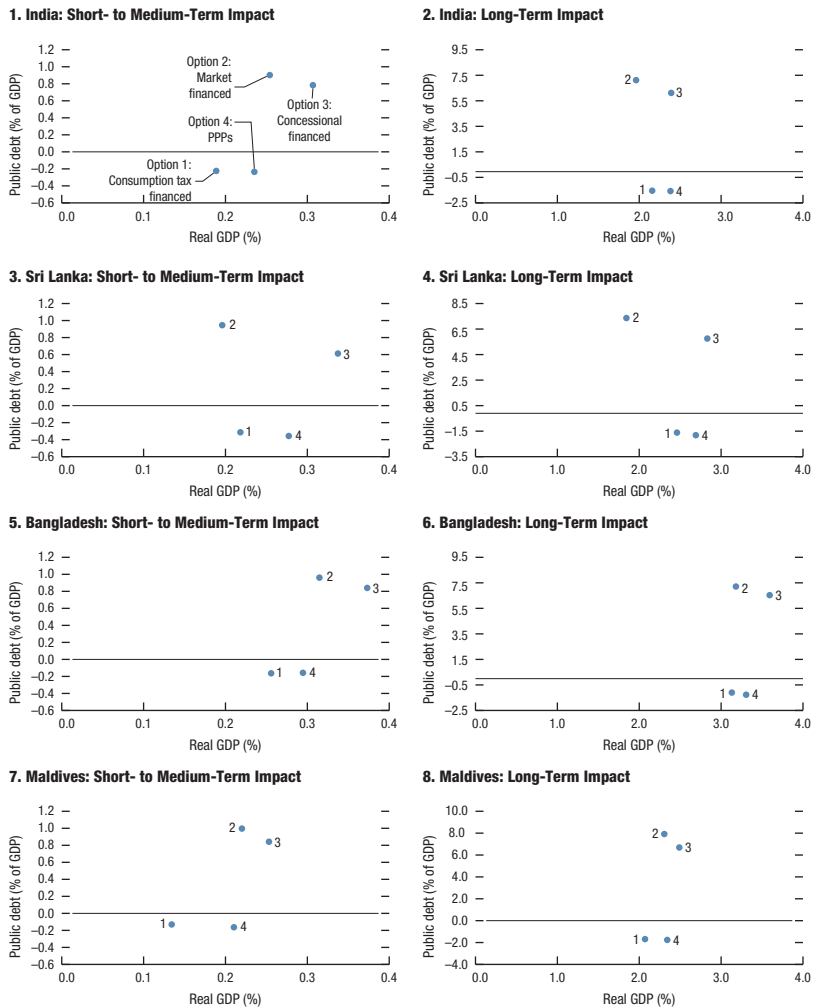 1. India: Short- to Medium-Term Impact
Public debt (% of GDP)
1.2
1.0
0.8
0.6
0.4
0.2
0.0
–0.2
–0.4
–0.6
Option 2:
Market
financed
Option 3:
Concessional
financed
Option 4:
PPPs
Option 1:
Consumption tax
financed
0.0 0.1 0.2 0.3 0.4
Real GDP (%)
2. India: Long-Term Impact
Public debt (% of GDP)
9.5
7.5
5.5
3.5
1.5
–0.5
–2.5
2
3
1 4
0.0 1.0 2.0 3.0 4.0
Real GDP (%)
3. Sri Lanka: Short- to Medium-Term Impact
Public debt (% of GDP)
1.2
1.0
0.8
0.6
0.4
0.2
0.0
–0.2
–0.4
–0.6
2
3
1 4
0.0 0.1 0.2 0.3 0.4
Real GDP (%)
4. Sri Lanka: Long-Term Impact
Public debt (% of GDP)
8.5
6.5
4.5
2.5
0.5
–1.5
–3.5
2
3
1 4
0.0 1.0 2.0 3.0 4.0
Real GDP (%)
5. Bangladesh: Short- to Medium-Term Impact
Public debt (% of GDP)
1.2
1.0
0.8
0.6
0.4
0.2
0.0
–0.2
–0.4
–0.6
2
3
1 4
0.0 0.1 0.2 0.3 0.4
Real GDP (%)
6. Bangladesh: Long-Term Impact
Public debt (% of GDP)
9.5
7.5
5.5
3.5
1.5
–0.5
–2.5
2
3
1 4
0.0 1.0 2.0 3.0 4.0
Real GDP (%)
7. Maldives: Short- to Medium-Term Impact
Public debt (% of GDP)
1.2
1.0
0.8
0.6
0.4
0.2
0.0
–0.2
–0.4
–0.6
2
3
1 4
0.0 0.1 0.2 0.3 0.4
Real GDP (%)
8. Maldives: Long-Term Impact
Public debt (% of GDP)
10.0
8.0
6.0
4.0
2.0
0.0
–2.0
–4.0
2
3
1 4
0.0 1.0 2.0 3.0 4.0
Real GDP (%)